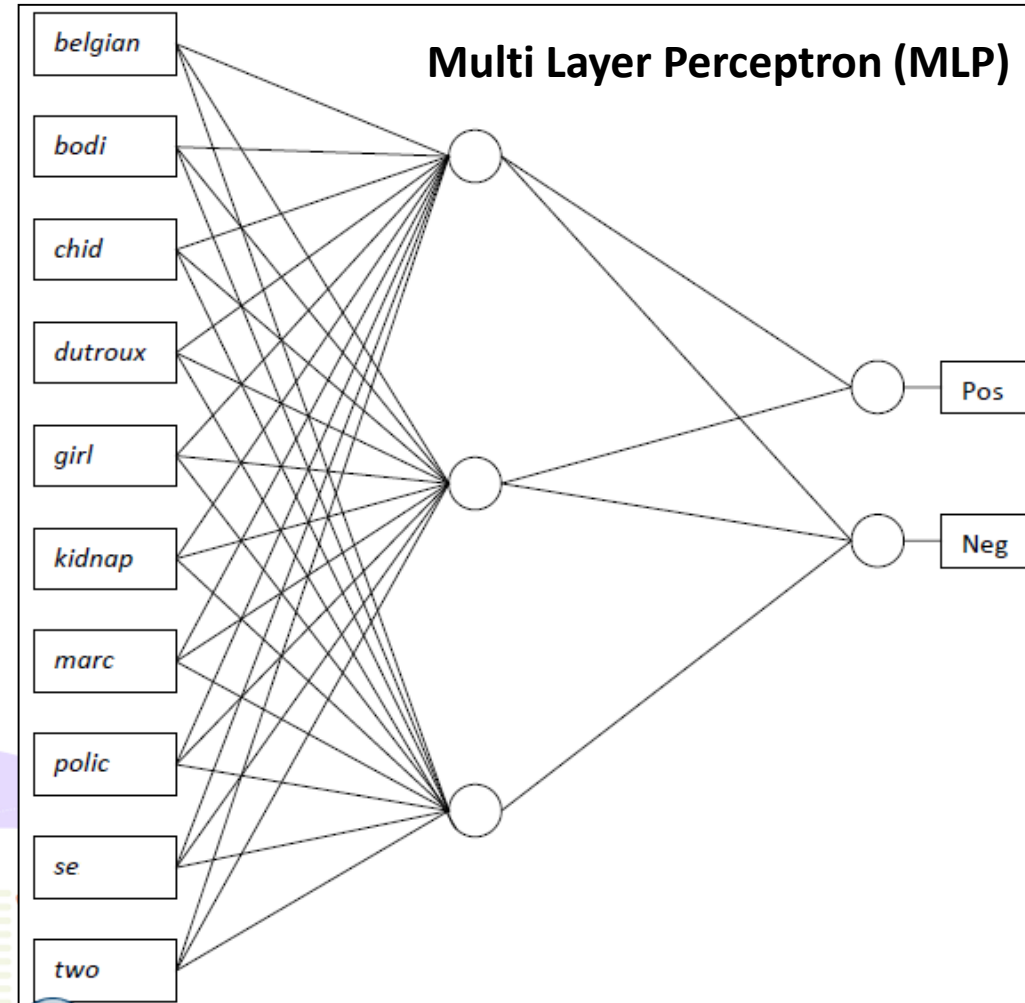 Multi Layer Perceptron (MLP)
belgian
bodi
chid
dutroux
girl
kidnap
marc
polic
se
two
Pos
Neg